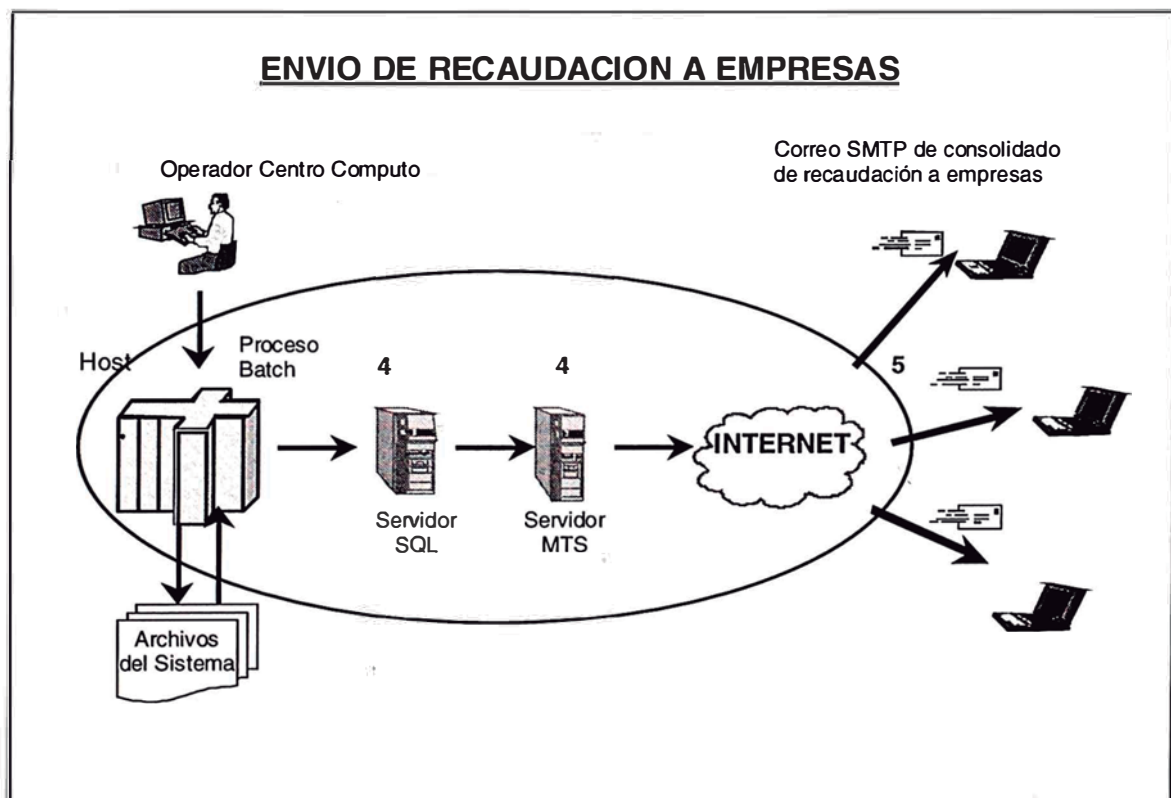 ENVIO DE RECAUDACION A EMPRESAS
Operador Centro Computo
Correo SMTP de consolidado
de recaudación a empresas
Host
Proceso
Batch
4
4
5
INTERNET
Servidor
SQL
Servidor
MTS
Archivos
del Sistema